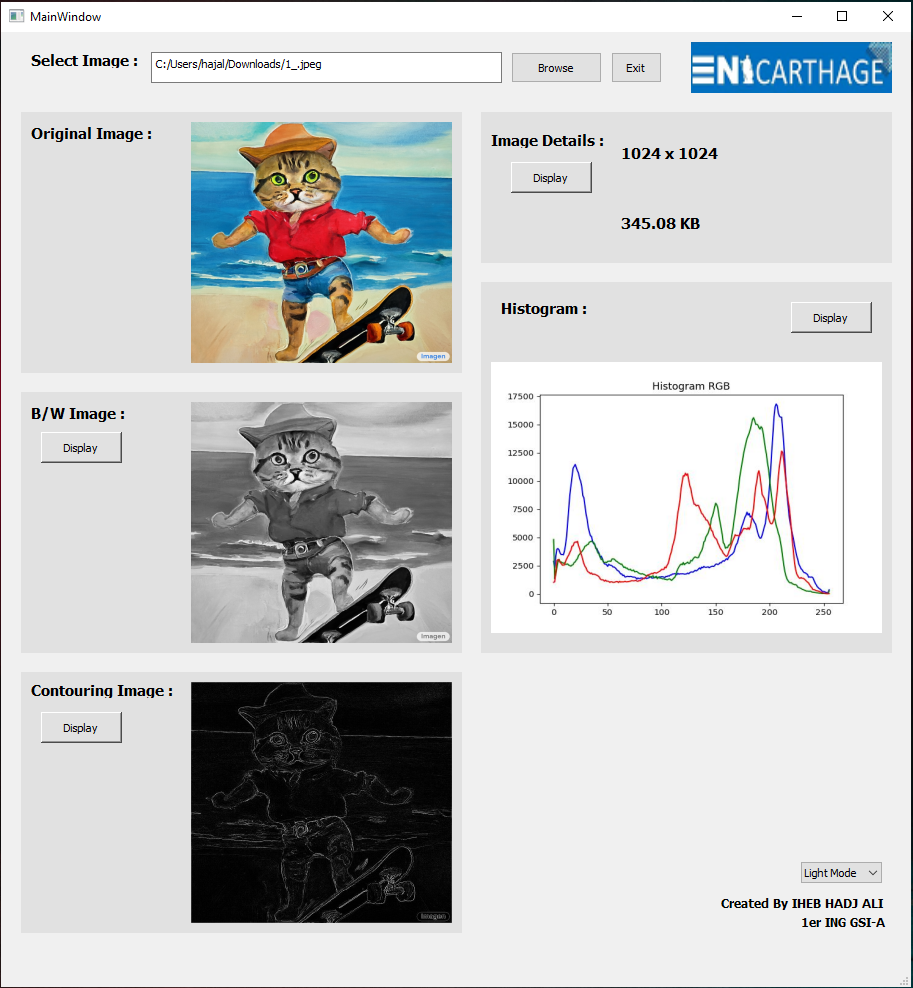 MainWindow
Select Image :
C:/Users/hajal/Downloads/1_.jpeg
Browse
Exit
ENICARTHAGE
Original Image :
Imagen
Image Details :
1024 x 1024
Display
345.08 KB
B/W Image :
Display
Imagen
Histogram :
Display
Histogram RGB
17500
15000
12500
10000
7500
5000
2500
0
0 50 100 150 200 250
Contouring Image :
Display
Imagen
Light Mode
Created By IHEB HADJ ALI
1er ING GSI-A